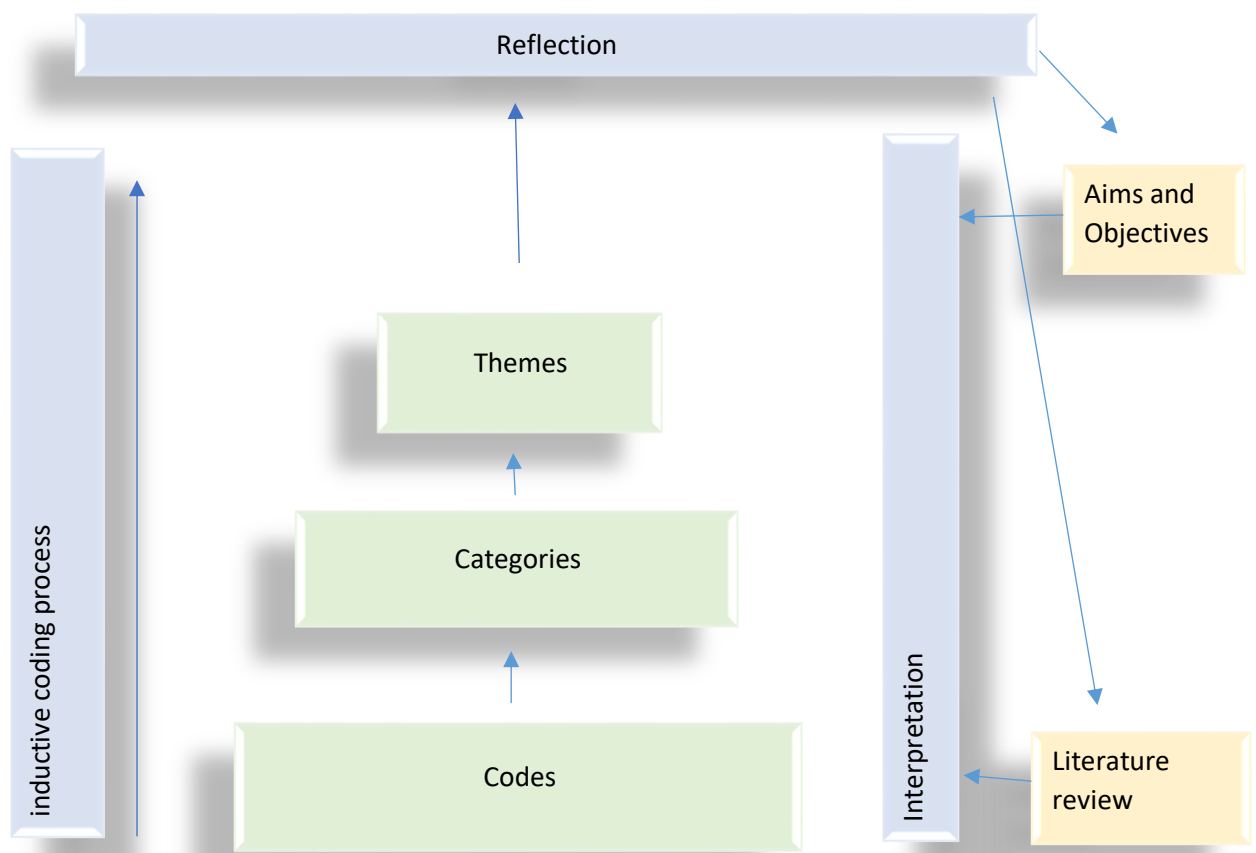 Reflection
Aims and
Objectives
Themes
Categories
Codes
inductive coding process
Interpretation
Literature
review